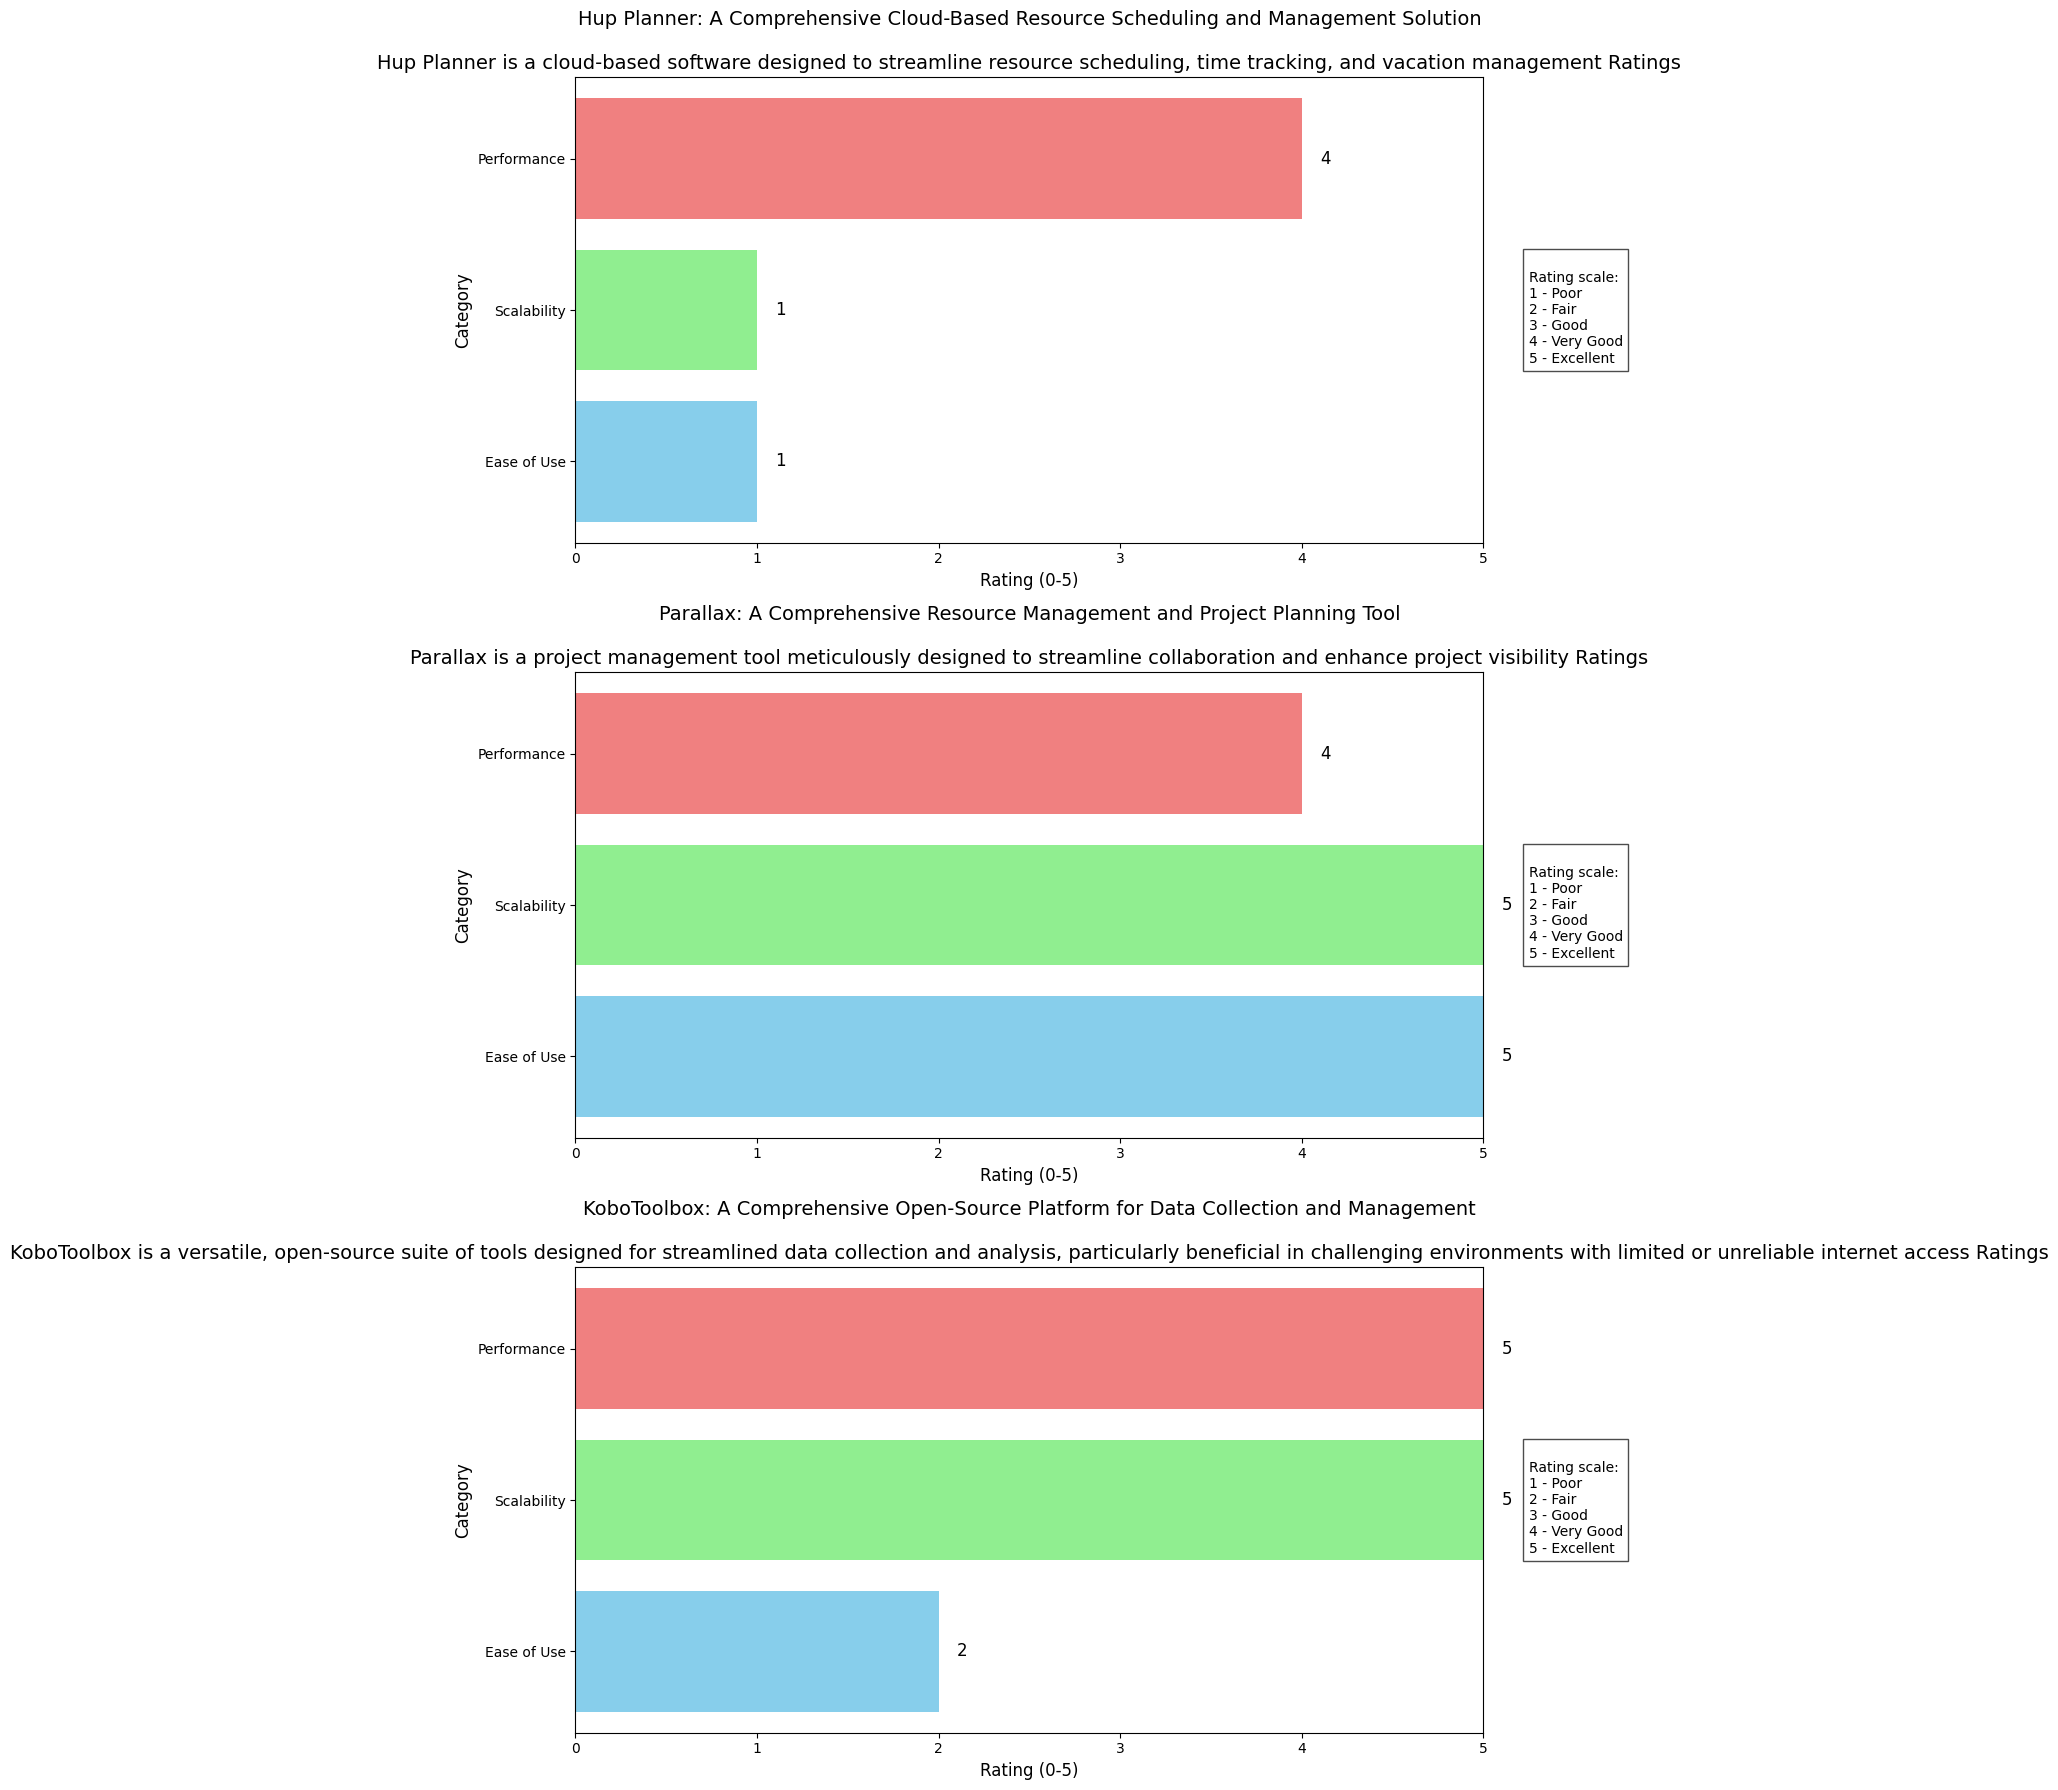 Hup Planner: A Comprehensive Cloud-Based Resource Scheduling and Management Solution
Hup Planner is a cloud-based software designed to streamline resource scheduling, time tracking, and vacation management Ratings
Performance
4
Category
Scalability
1
Ease of Use
1
Rating scale:
1 - Poor
2 - Fair
3 - Good
4 - Very Good
5 - Excellent
0 1 2 3 4 5
Rating (0-5)
Parallax: A Comprehensive Resource Management and Project Planning Tool
Parallax is a project management tool meticulously designed to streamline collaboration and enhance project visibility Ratings
Performance
4
Category
Scalability
5
Ease of Use
5
Rating scale:
1 - Poor
2 - Fair
3 - Good
4 - Very Good
5 - Excellent
0 1 2 3 4 5
Rating (0-5)
KoboToolbox: A Comprehensive Open-Source Platform for Data Collection and Management
KoboToolbox is a versatile, open-source suite of tools designed for streamlined data collection and analysis, particularly beneficial in challenging environments with limited or unreliable internet access Ratings
Performance
5
Category
Scalability
5
Ease of Use
2
Rating scale:
1 - Poor
2 - Fair
3 - Good
4 - Very Good
5 - Excellent
0 1 2 3 4 5
Rating (0-5)